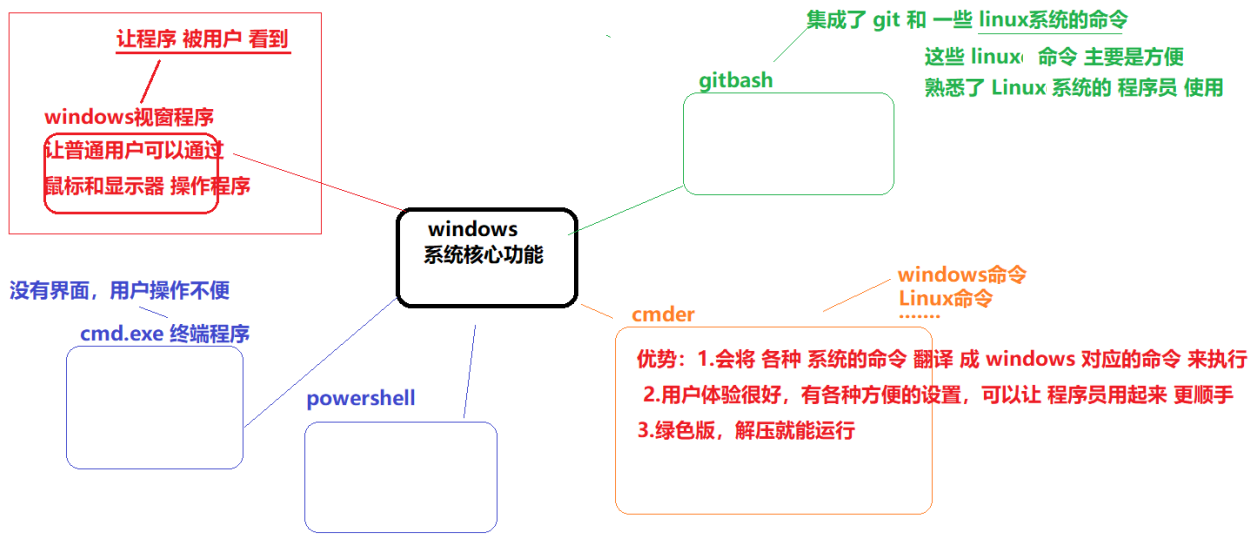 让程序 被用户 看到
windows视窗程序
让普通用户可以通过
鼠标和显示器 操作程序
集成了 git 和 一些 linux系统的命令
这些 linux 命令 主要是方便
熟悉了 Linux 系统的 程序员 使用
gitbash
windows
系统核心功能
没有界面，用户操作不便
cmd.exe 终端程序
powershell
windows命令
Linux命令
.......
cmder
优势：1.会将 各种 系统的命令 翻译 成 windows 对应的命令 来执行
2.用户体验很好，有各种方便的设置，可以让 程序员用起来 更顺手
3.绿色版，解压就能运行